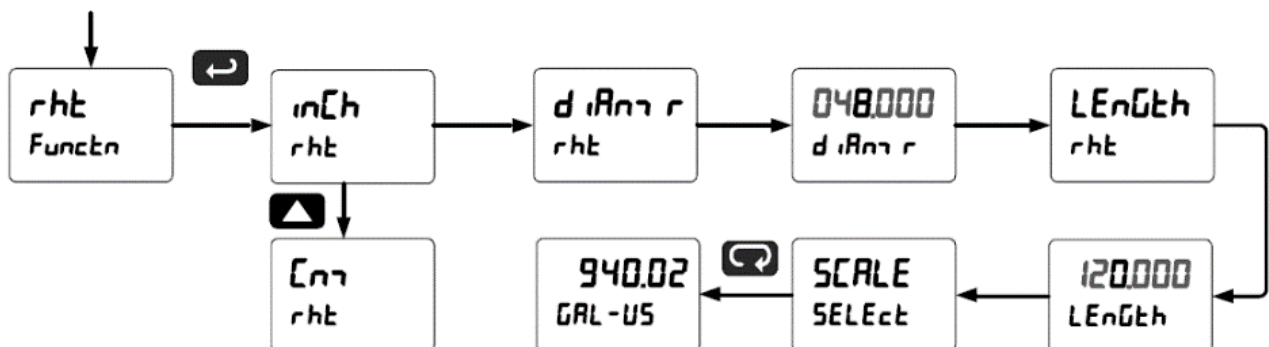 rht
Functn
inCh
rht
diAmtr
rht
048.000
diAmtr
LEnGth
rht
Cm
rht
940.02
GAL-US
SCALE
SELEct
120.000
LEnGth